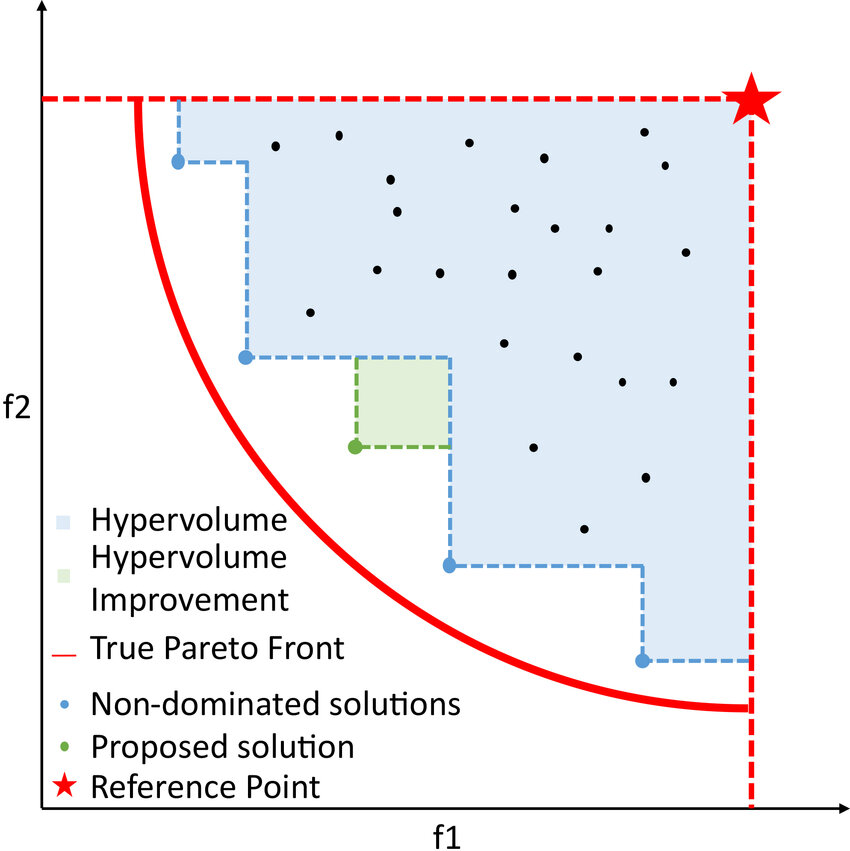 f2
Hypervolume
Hypervolume
Improvement
True Pareto Front
Non-dominated solutions
Proposed solution
Reference Point
f1